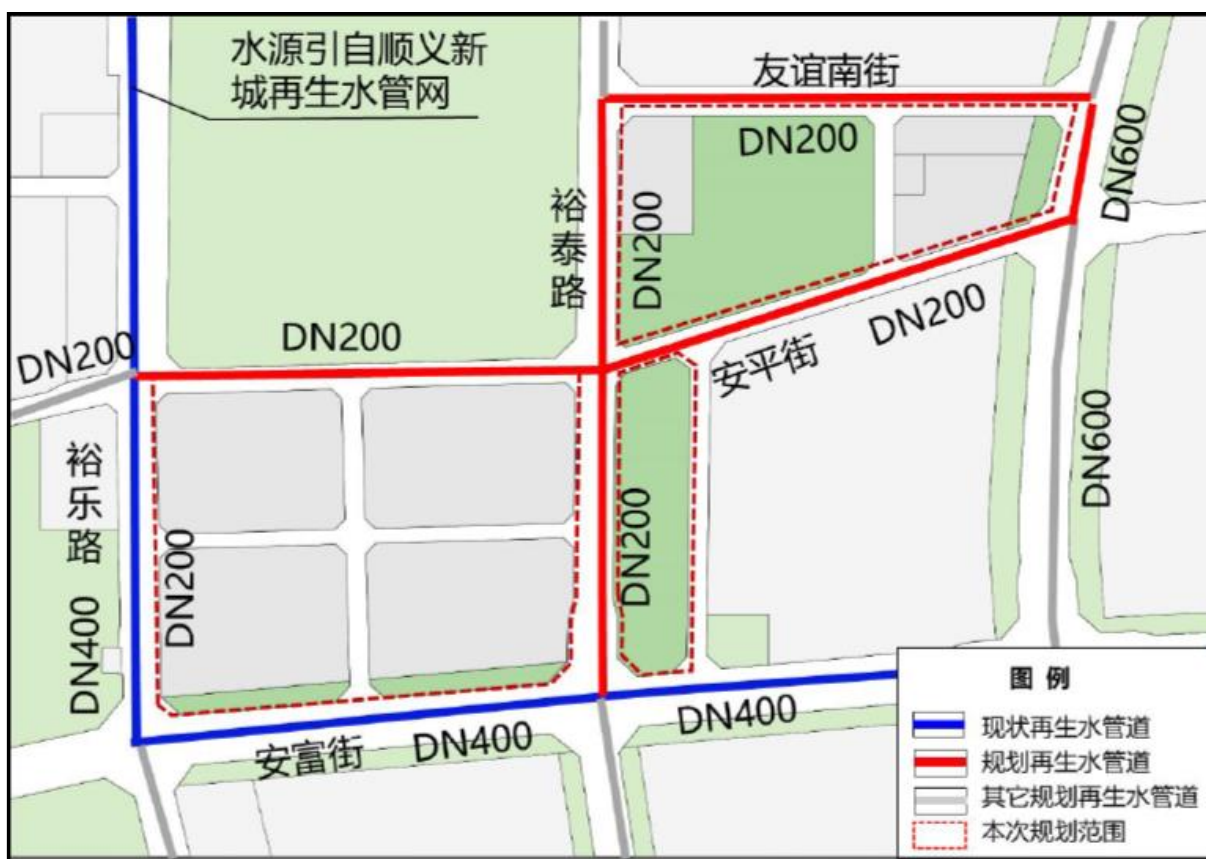 水源引自顺义新
城再生水管网
友谊南街
DN200
DN600
裕泰路
DN200
DN200
DN200
DN200
安平街
裕乐路
DN400
DN200
DN200
DN600
安富街
DN400
DN400
图 例
现状再生水管道
规划再生水管道
其它规划再生水管道
本次规划范围